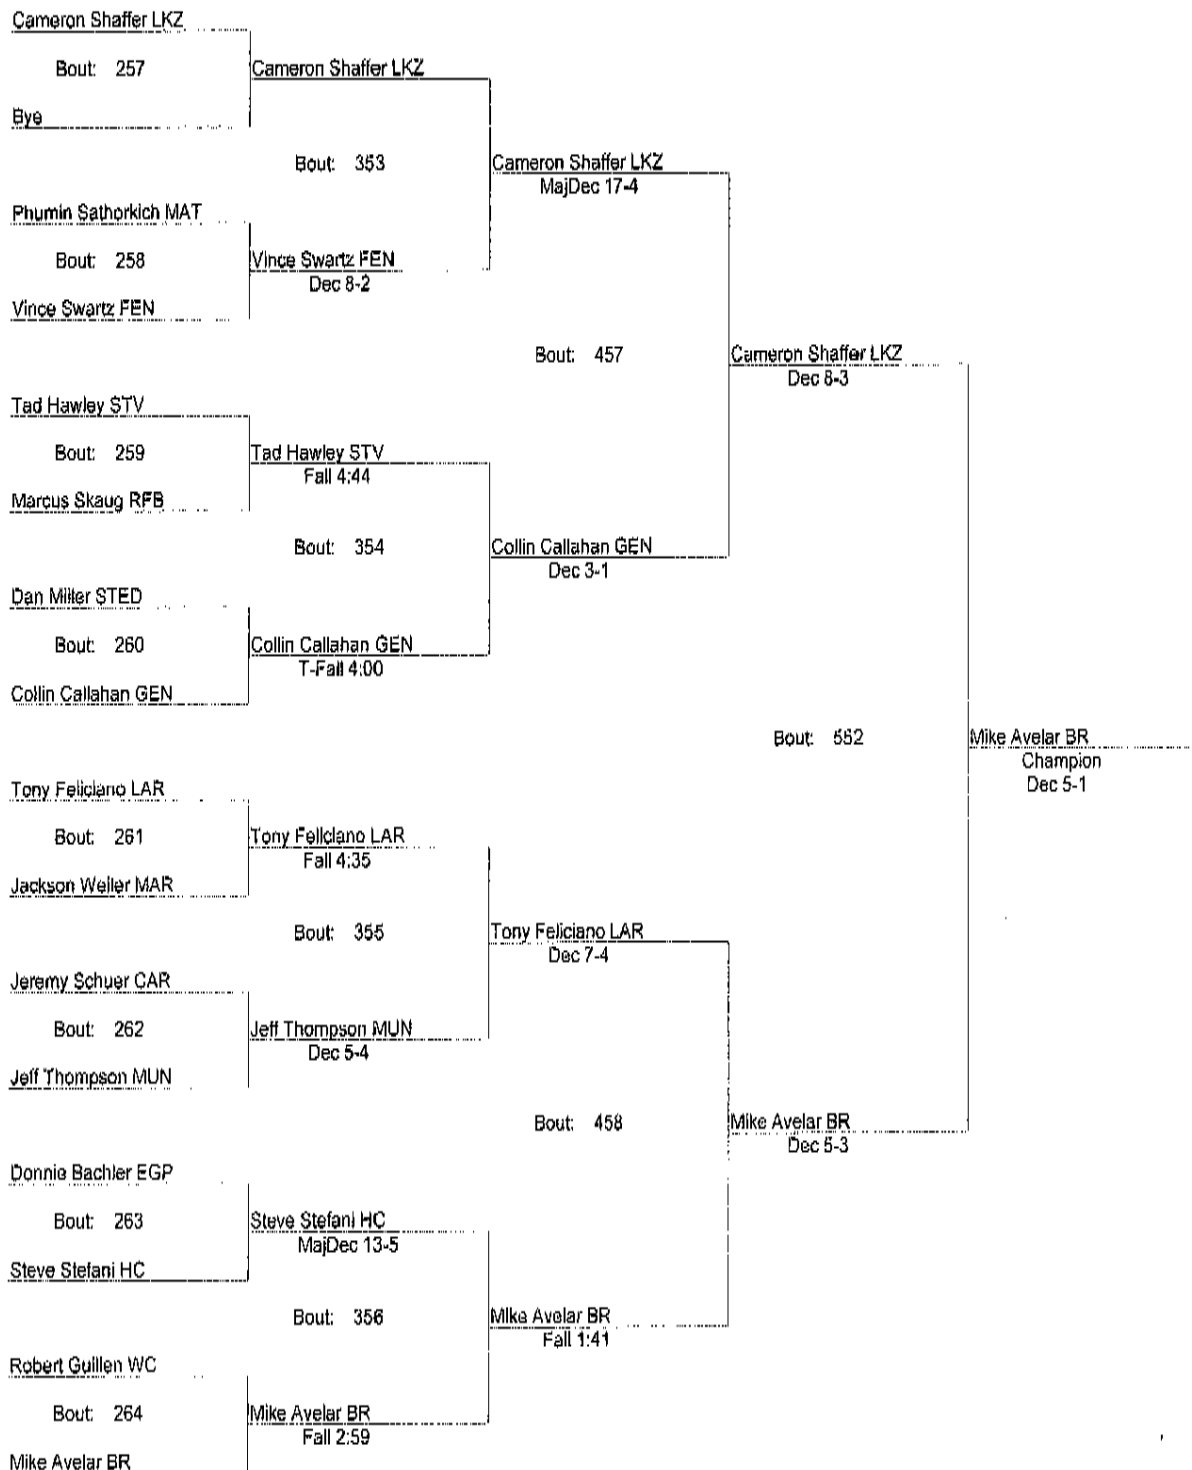 Cameron Shaffer LKZ
Bout: 257
Cameron Shaffer LKZ
Bye
Bout: 353
Cameron Shaffer LKZ
MajDec 17-4
Phumin Sathorkich MAT
Bout: 258
Vince Swartz FEN
Dec 8-2
Vince Swartz FEN
Bout: 457
Cameron Shaffer LKZ
Dec 8-3
Tad Hawley STV
Bout: 259
Tad Hawley STV
Fall 4:44
Marcus Skaug RFB
Bout: 354
Collin Callahan GEN
Dec 3-1
Dan Miller STED
Bout: 260
Collin Callahan GEN
T-Fall 4:00
Collin Callahan GEN
Bout: 552
Mike Avelar BR
Champion
Dec 5-1
Tony Feliciano LAR
Bout: 261
Tony Feliciano LAR
Fall 4:35
Jackson Weiler MAR
Bout: 355
Tony Feliciano LAR
Dec 7-4
Jeremy Schuer CAR
Bout: 262
Jeff Thompson MUN
Dec 5-4
Jeff Thompson MUN
Bout: 458
Mike Avelar BR
Dec 5-3
Donnie Bachler EGP
Bout: 263
Steve Stefani HC
MajDec 13-5
Steve Stefani HC
Bout: 356
Mike Avelar BR
Fall 1:41
Robert Guillen WC
Bout: 264
Mike Avelar BR
Fall 2:59
Mike Avelar BR